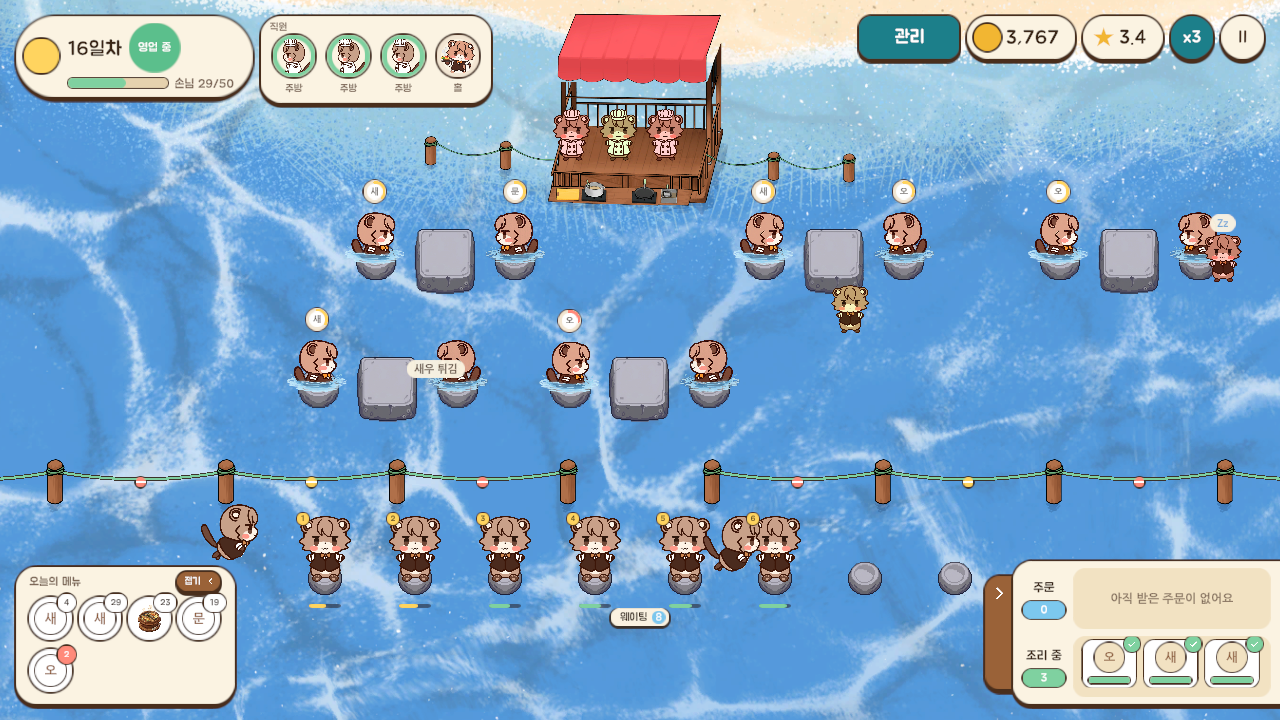 16일차
영업 중
손님 29/50
직원
주방
주방
주방
홀
관리
3,767
3.4
x3
새
문
새
오
오
Zz
새
오
새우 튀김
1
2
3
4
5
6
웨이팅 8
오늘의 메뉴
접기
새 4
새 29
23
문 19
오 2
주문
0
아직 받은 주문이 없어요
조리 중
3
오
새
새